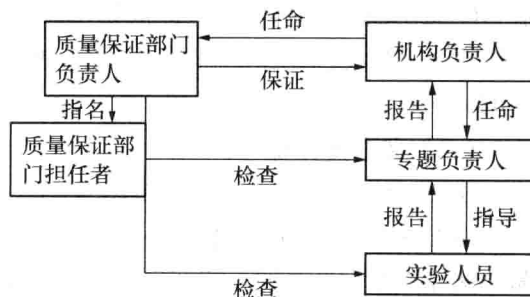 任命
质量保证部门
负责人
机构负责人
保证
指名
报告
任命
质量保证部
门担任者
专题负责人
检查
报告
指导
实验人员
检查